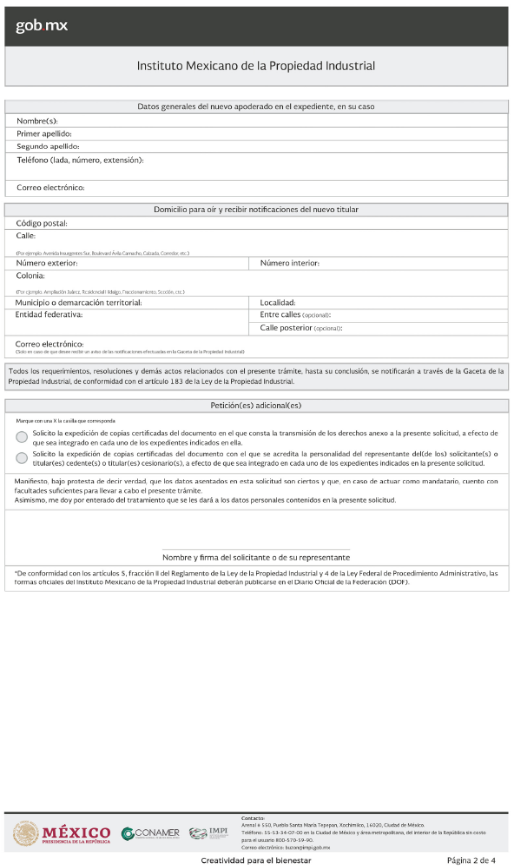 gob.mx
Instituto Mexicano de la Propiedad Industrial
Datos generales del nuevo apoderado en el expediente, en su caso
Nombre(s):
Primer apellido:
Segundo apellido:
Teléfono (lada, número, extensión):
Correo electrónico:
Domicilio para oír y recibir notificaciones del nuevo titular
Código postal:
Calle:
(Por ejemplo: Avenida Insurgentes Sur, Boulevard Ávila Camacho, Calzada, Corredor, etc.)
Número exterior:
Número interior:
Colonia:
(Por ejemplo: Ampliación Juárez, Residencial Hidalgo, Fraccionamiento, Sección, etc.)
Municipio o demarcación territorial:
Localidad:
Entidad federativa:
Entre calles (opcional):
Calle posterior (opcional):
Correo electrónico:
(Solo en caso de que desee recibir un aviso de las notificaciones efectuadas en la Gaceta de la Propiedad Industrial)
Todos los requerimientos, resoluciones y demás actos relacionados con el presente trámite, hasta su conclusión, se notificarán a través de la Gaceta de la
Propiedad Industrial, de conformidad con el artículo 183 de la Ley de la Propiedad Industrial.
Petición(es) adicional(es)
Marque con una X la casilla que corresponda
Solicito la expedición de copias certificadas del documento en el que consta la transmisión de los derechos anexo a la presente solicitud, a efecto de
que sea integrado en cada uno de los expedientes indicados en ella.
Solicito la expedición de copias certificadas del documento con el que se acredita la personalidad del representante del(de los) solicitante(s) o
titular(es) cedente(s) o titular(es) cesionario(s), a efecto de que sea integrado en cada uno de los expedientes indicados en la presente solicitud.
Manifiesto, bajo protesta de decir verdad, que los datos asentados en esta solicitud son ciertos y que, en caso de actuar como mandatario, cuento con
facultades suficientes para llevar a cabo el presente trámite.
Asimismo, me doy por enterado del tratamiento que se les dará a los datos personales contenidos en la presente solicitud.
Nombre y firma del solicitante o de su representante
"De conformidad con los artículos 5, fracción II del Reglamento de la Ley de la Propiedad Industrial y 4 de la Ley Federal de Procedimiento Administrativo, las
formas oficiales del Instituto Mexicano de la Propiedad Industrial deberán publicarse en el Diario Oficial de la Federación (DOF).
MÉXICO
PRESIDENCIA DE LA REPÚBLICA
CONAMER
IMPI
Contacto:
Arenal # 550, Pueblo Santa María Tepepan, Xochimilco, 16020, Ciudad de México.
Teléfono: 55-53-34-07-00 en la Ciudad de México y área metropolitana, del interior de la República sin costo
para el usuario 800-570-59-90.
Correo electrónico: buzon@impi.gob.mx
Creatividad para el bienestar
Página 2 de 4